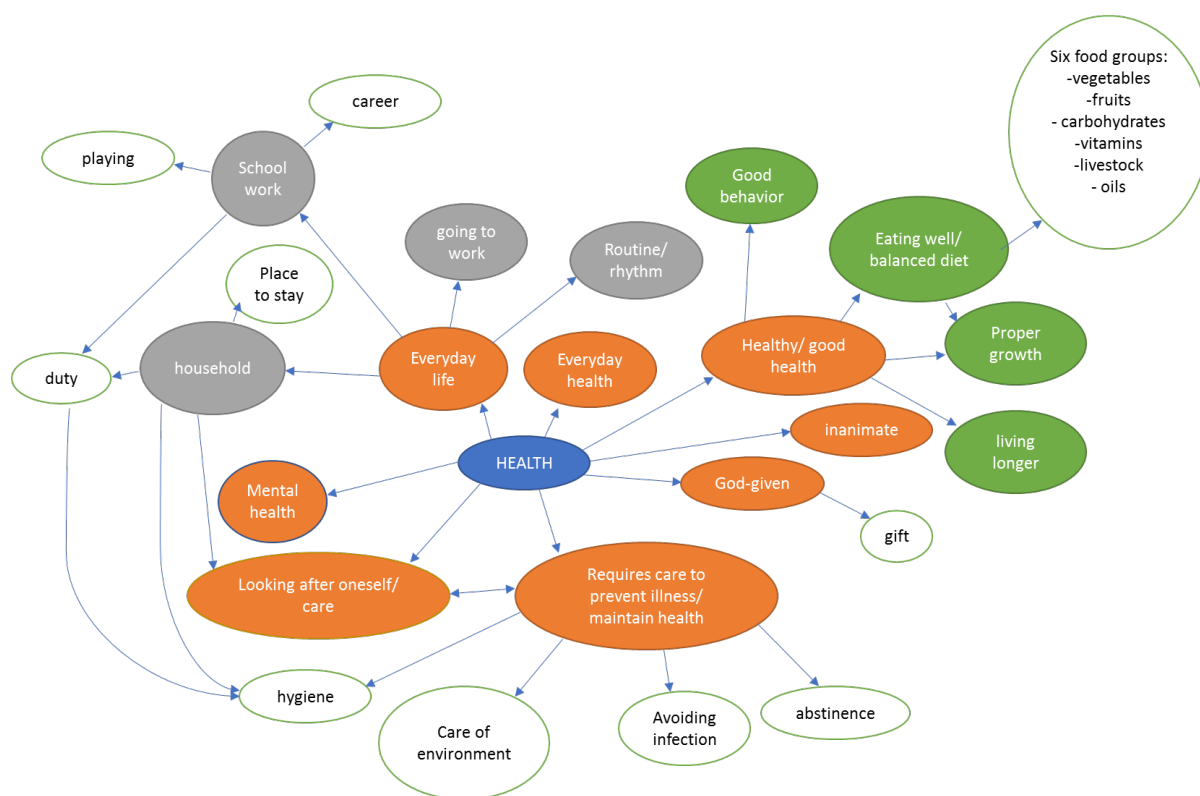 Six food groups:
-vegetables
-fruits
- carbohydrates
-vitamins
-livestock
- oils
career
playing
School
work
Good
behavior
going to
work
Routine/
rhythm
Eating well/
balanced diet
Place
to stay
Proper
growth
Healthy/ good
health
Everyday
life
Everyday
health
household
duty
inanimate
living
longer
HEALTH
God-given
Mental
health
gift
Looking after oneself/
care
Requires care to
prevent illness/
maintain health
hygiene
abstinence
Avoiding
infection
Care of
environment